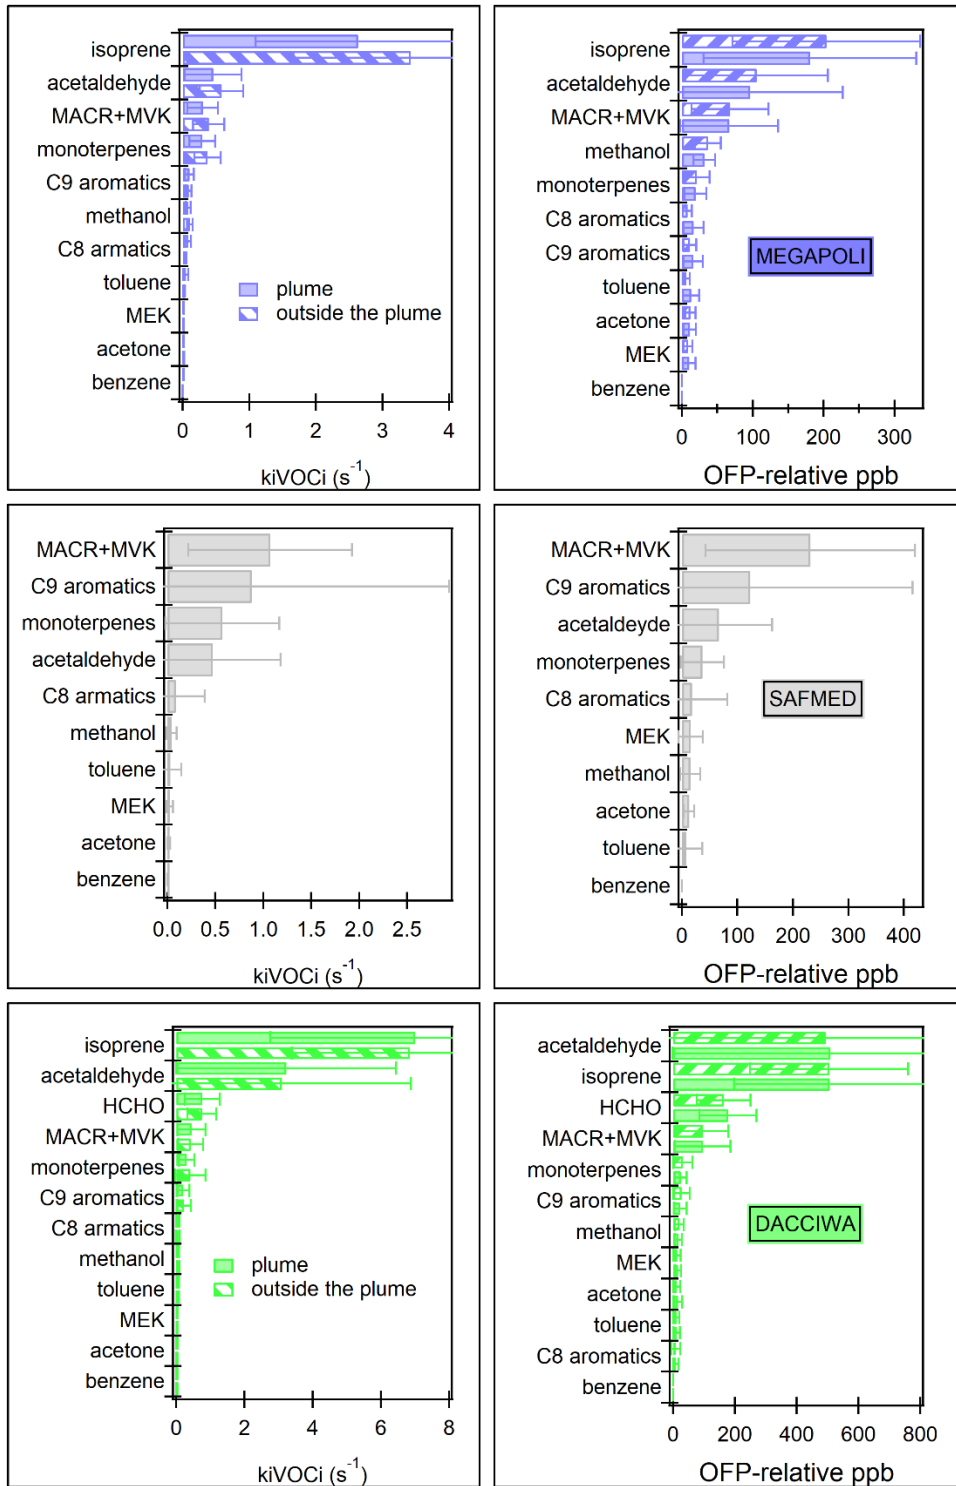 isoprene
acetaldehyde
MACR+MVK
monoterpenes
C9 aromatics
methanol
C8 armatics
toluene
MEK
acetone
benzene
plume
outside the plume
0 1 2 3 4
kiVOCi (s⁻¹)
isoprene
acetaldehyde
MACR+MVK
methanol
monoterpenes
C8 aromatics
C9 aromatics
toluene
acetone
MEK
benzene
MEGAPOLI
0 100 200 300
OFP-relative ppb
MACR+MVK
C9 aromatics
monoterpenes
acetaldehyde
C8 armatics
methanol
toluene
MEK
acetone
benzene
0.0 0.5 1.0 1.5 2.0 2.5
kiVOCi (s⁻¹)
MACR+MVK
C9 aromatics
acetaldeyde
monoterpenes
C8 aromatics
MEK
methanol
acetone
toluene
benzene
SAFMED
0 100 200 300 400
OFP-relative ppb
isoprene
acetaldehyde
HCHO
MACR+MVK
monoterpenes
C9 aromatics
C8 armatics
methanol
toluene
MEK
acetone
benzene
plume
outside the plume
0 2 4 6 8
kiVOCi (s⁻¹)
acetaldehyde
isoprene
HCHO
MACR+MVK
monoterpenes
C9 aromatics
methanol
MEK
acetone
toluene
C8 aromatics
benzene
DACCIWA
0 200 400 600 800
OFP-relative ppb